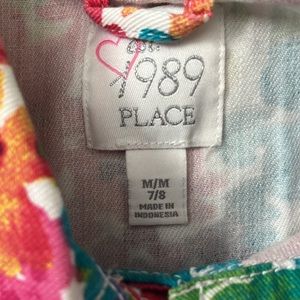 est.
1989
PLACE
M/M
7/8
MADE IN
INDONESIA